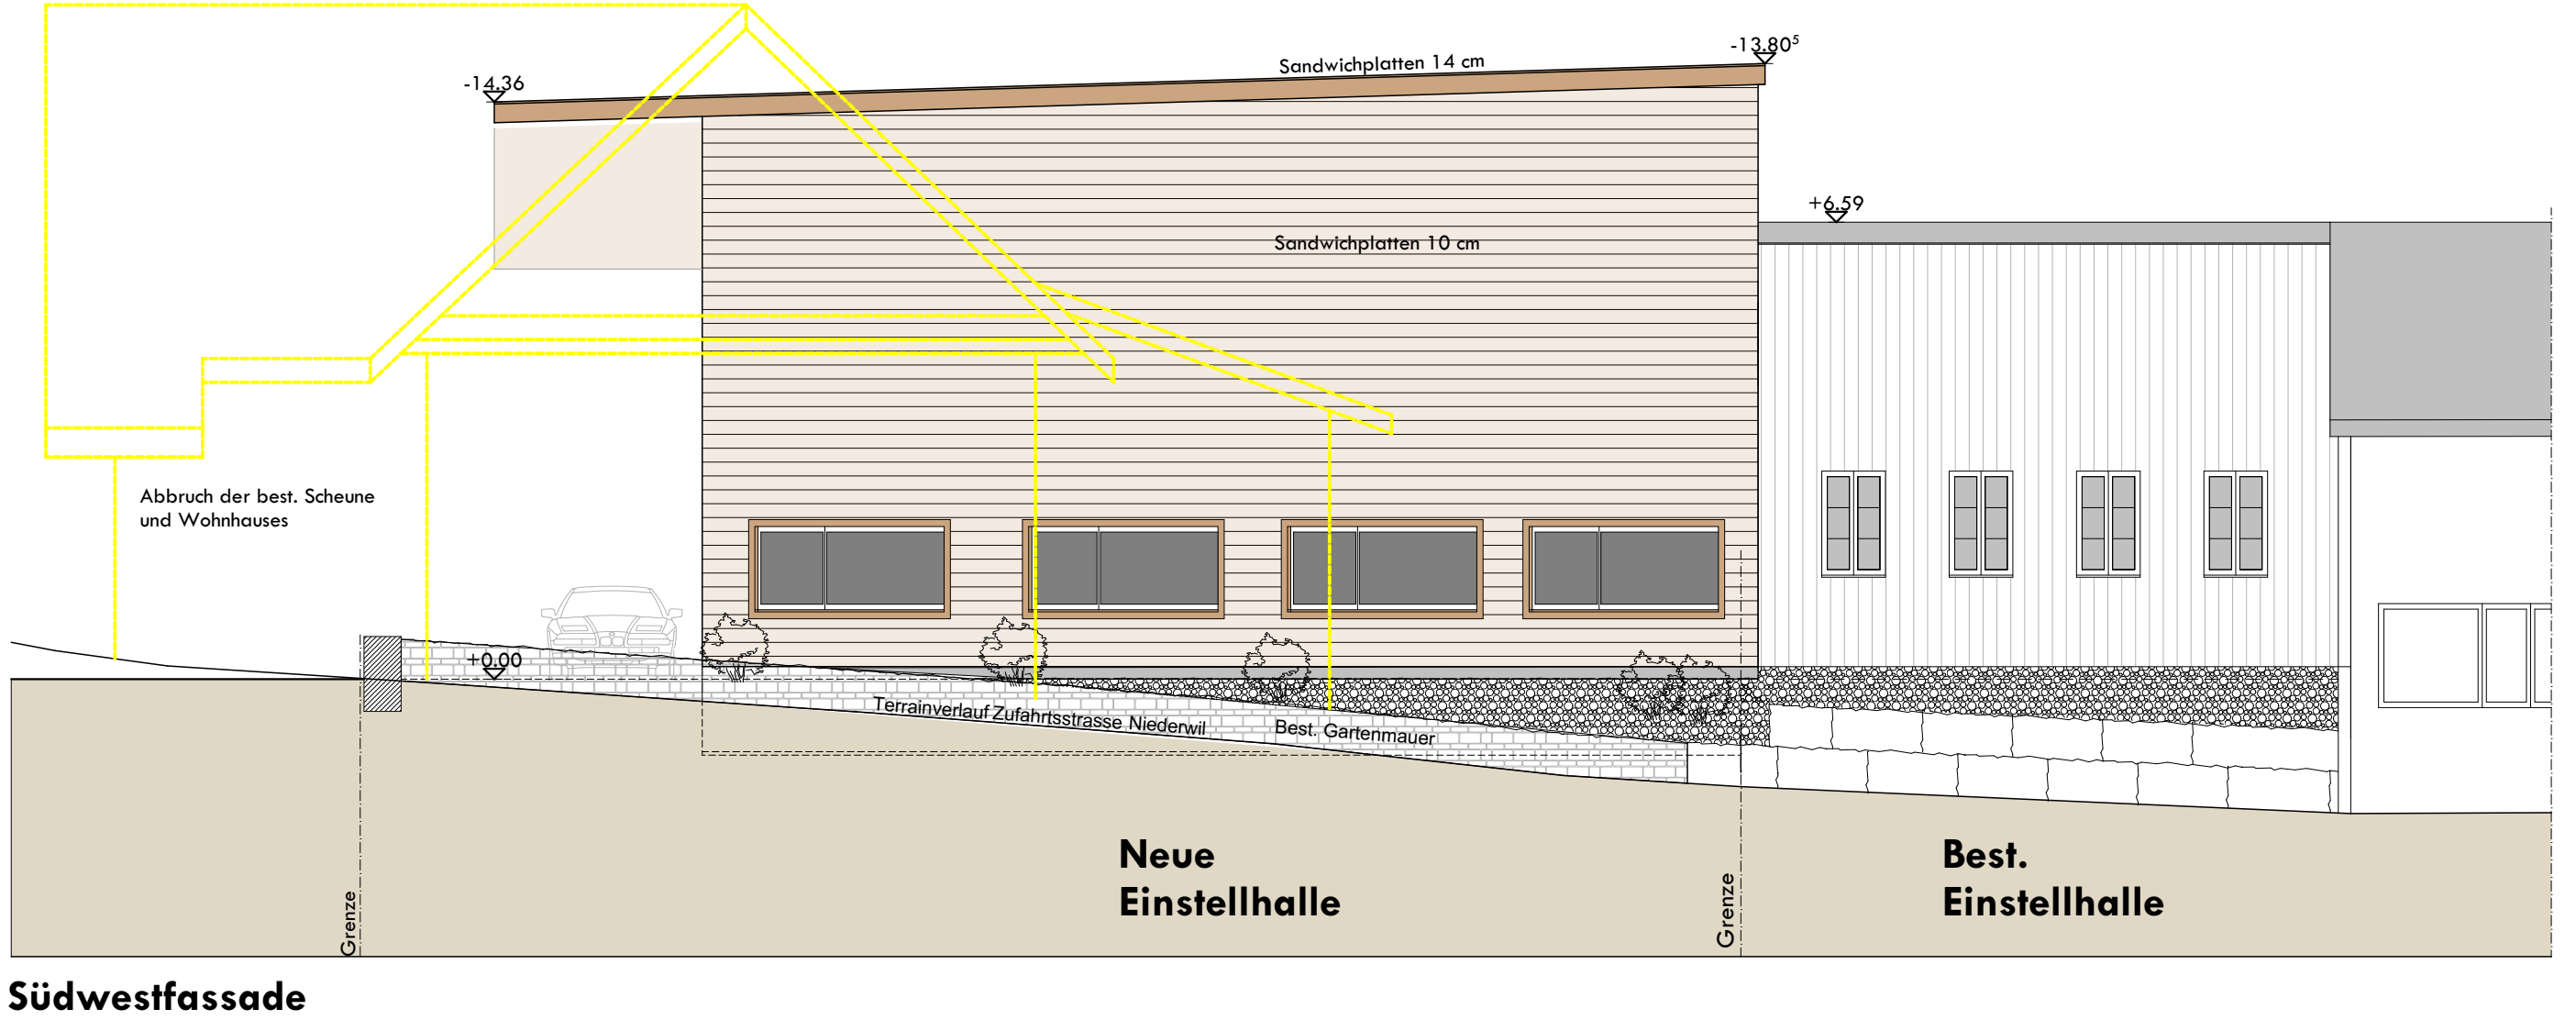 -13.80⁵
Sandwichplatten 14 cm
-14.36
+6.59
Sandwichplatten 10 cm
Abbruch der best. Scheune
und Wohnhauses
+0.00
Terrainverlauf Zufahrtsstrasse Niederwil
Best. Gartenmauer
Neue
Einstellhalle
Best.
Einstellhalle
Grenze
Grenze
Südwestfassade